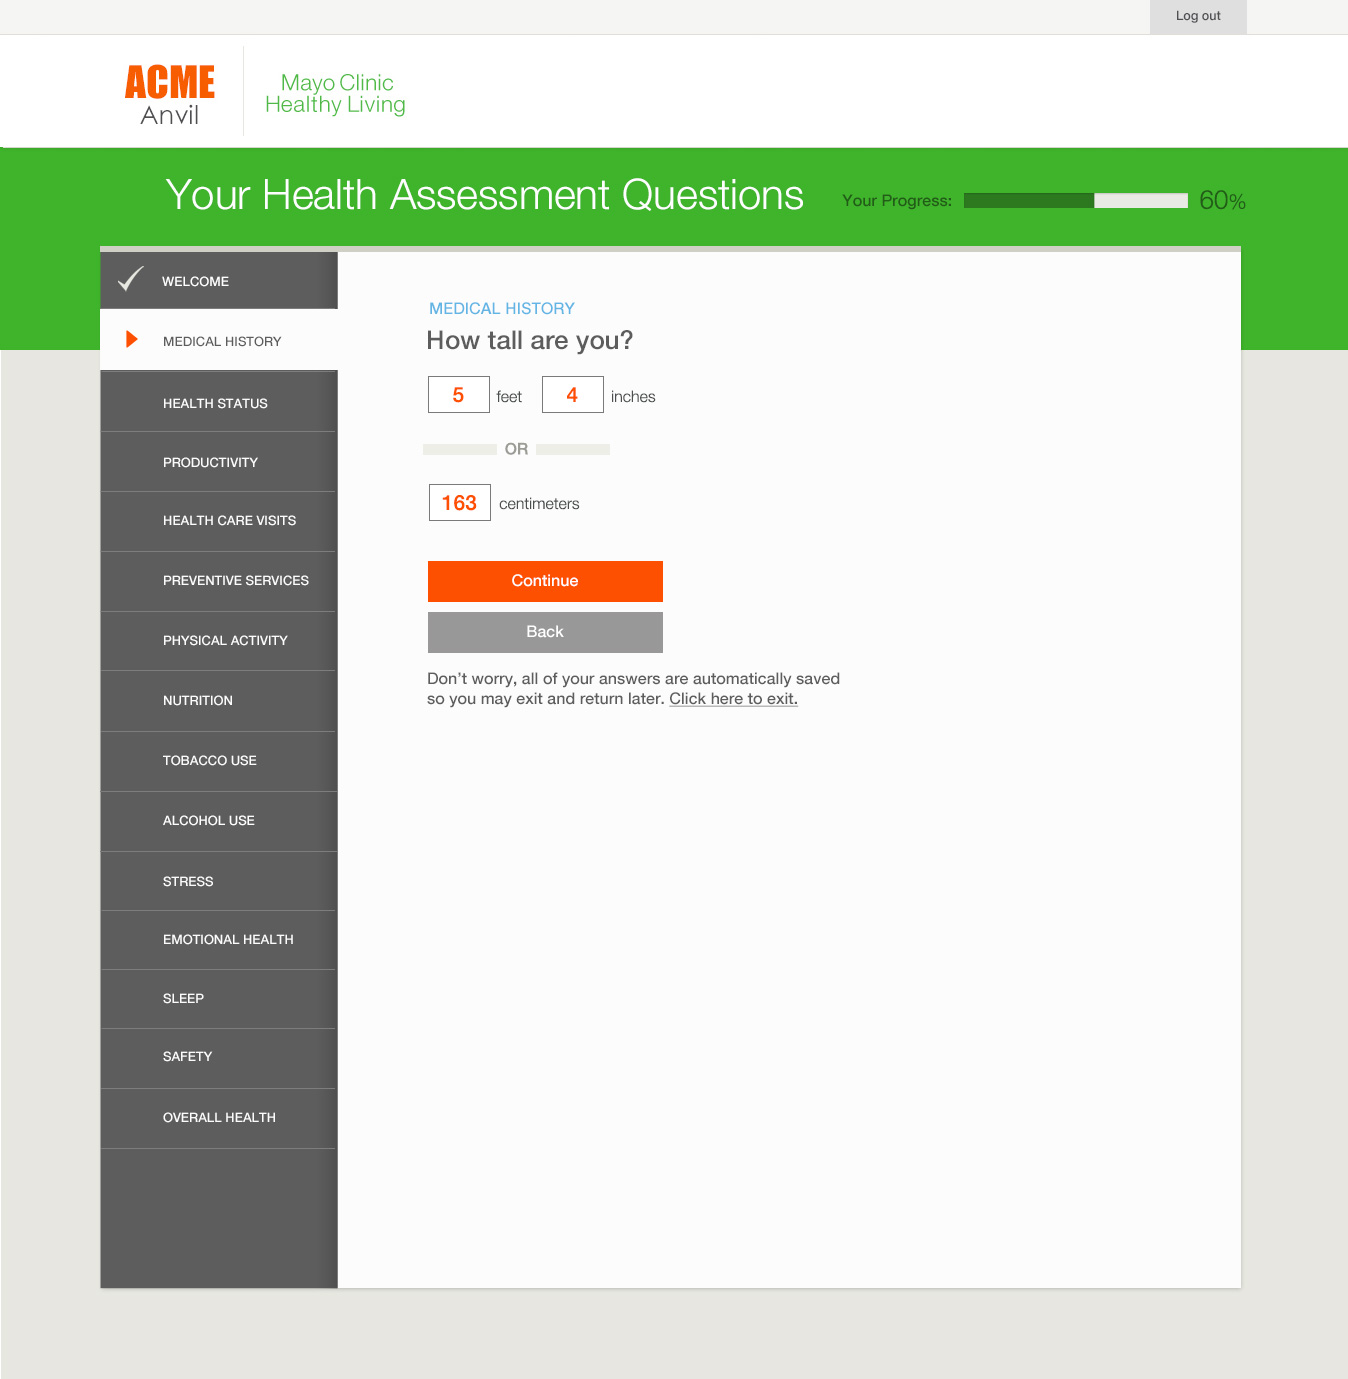 Log out
ACME
Anvil
Mayo Clinic
Healthy Living
Your Health Assessment Questions
Your Progress:
60%
WELCOME
MEDICAL HISTORY
HEALTH STATUS
PRODUCTIVITY
HEALTH CARE VISITS
PREVENTIVE SERVICES
PHYSICAL ACTIVITY
NUTRITION
TOBACCO USE
ALCOHOL USE
STRESS
EMOTIONAL HEALTH
SLEEP
SAFETY
OVERALL HEALTH
MEDICAL HISTORY
How tall are you?
5 feet 4 inches
OR
163 centimeters
Continue
Back
Don't worry, all of your answers are automatically saved
so you may exit and return later. Click here to exit.